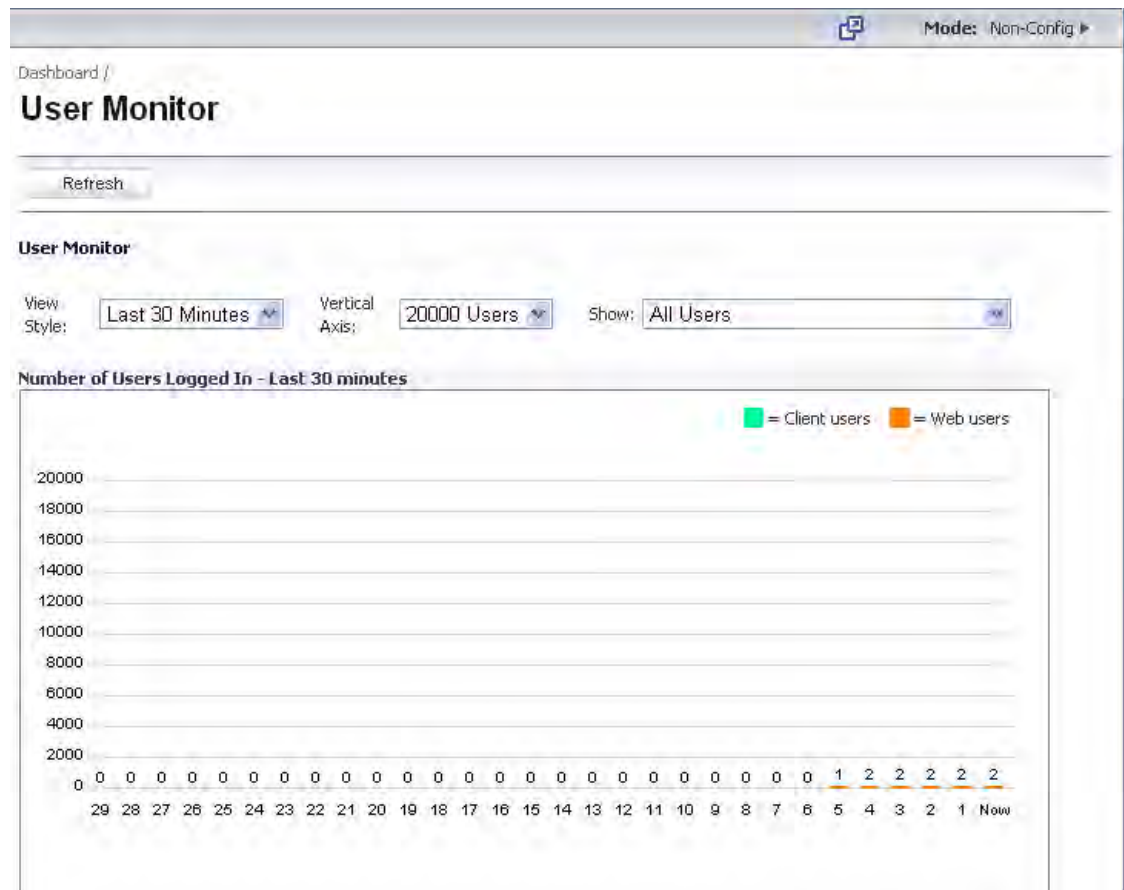 Mode: Non-Config
Dashboard /
User Monitor
Refresh
User Monitor
View Style: Last 30 Minutes Vertical Axis: 20000 Users Show: All Users
Number of Users Logged In - Last 30 minutes
= Client users = Web users
20000
18000
16000
14000
12000
10000
8000
6000
4000
2000
0
0 0 0 0 0 0 0 0 0 0 0 0 0 0 0 0 0 0 0 0 0 0 0 0 1 2 2 2 2 2
29 28 27 26 25 24 23 22 21 20 19 18 17 16 15 14 13 12 11 10 9 8 7 6 5 4 3 2 1 Now